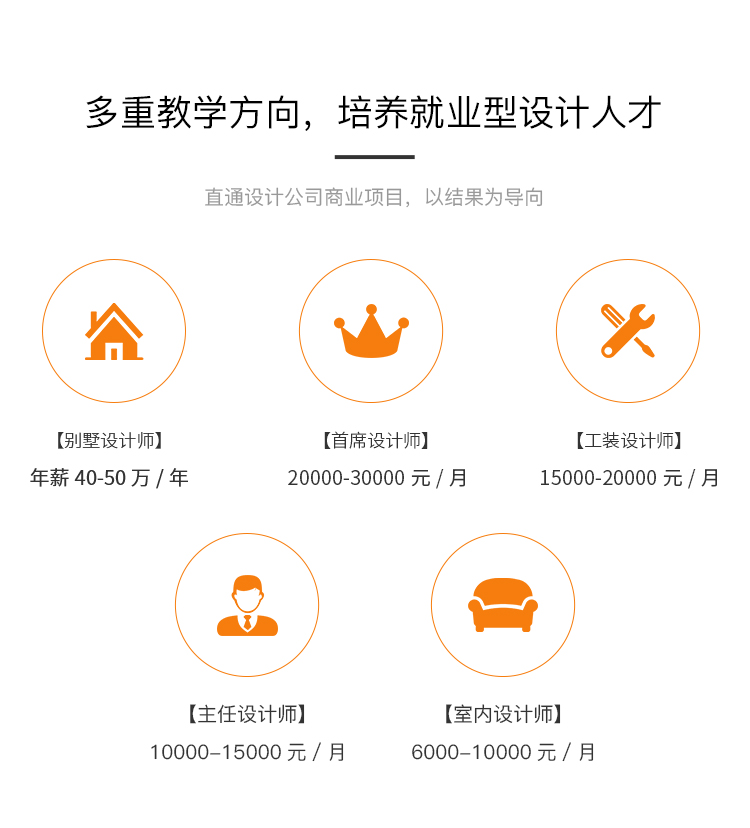 多重教学方向，培养就业型设计人才
直通设计公司商业项目，以结果为导向
【别墅设计师】
年薪 40-50 万 / 年
【首席设计师】
20000-30000 元 / 月
【工装设计师】
15000-20000 元 / 月
【主任设计师】
10000–15000 元 / 月
【室内设计师】
6000–10000 元 / 月